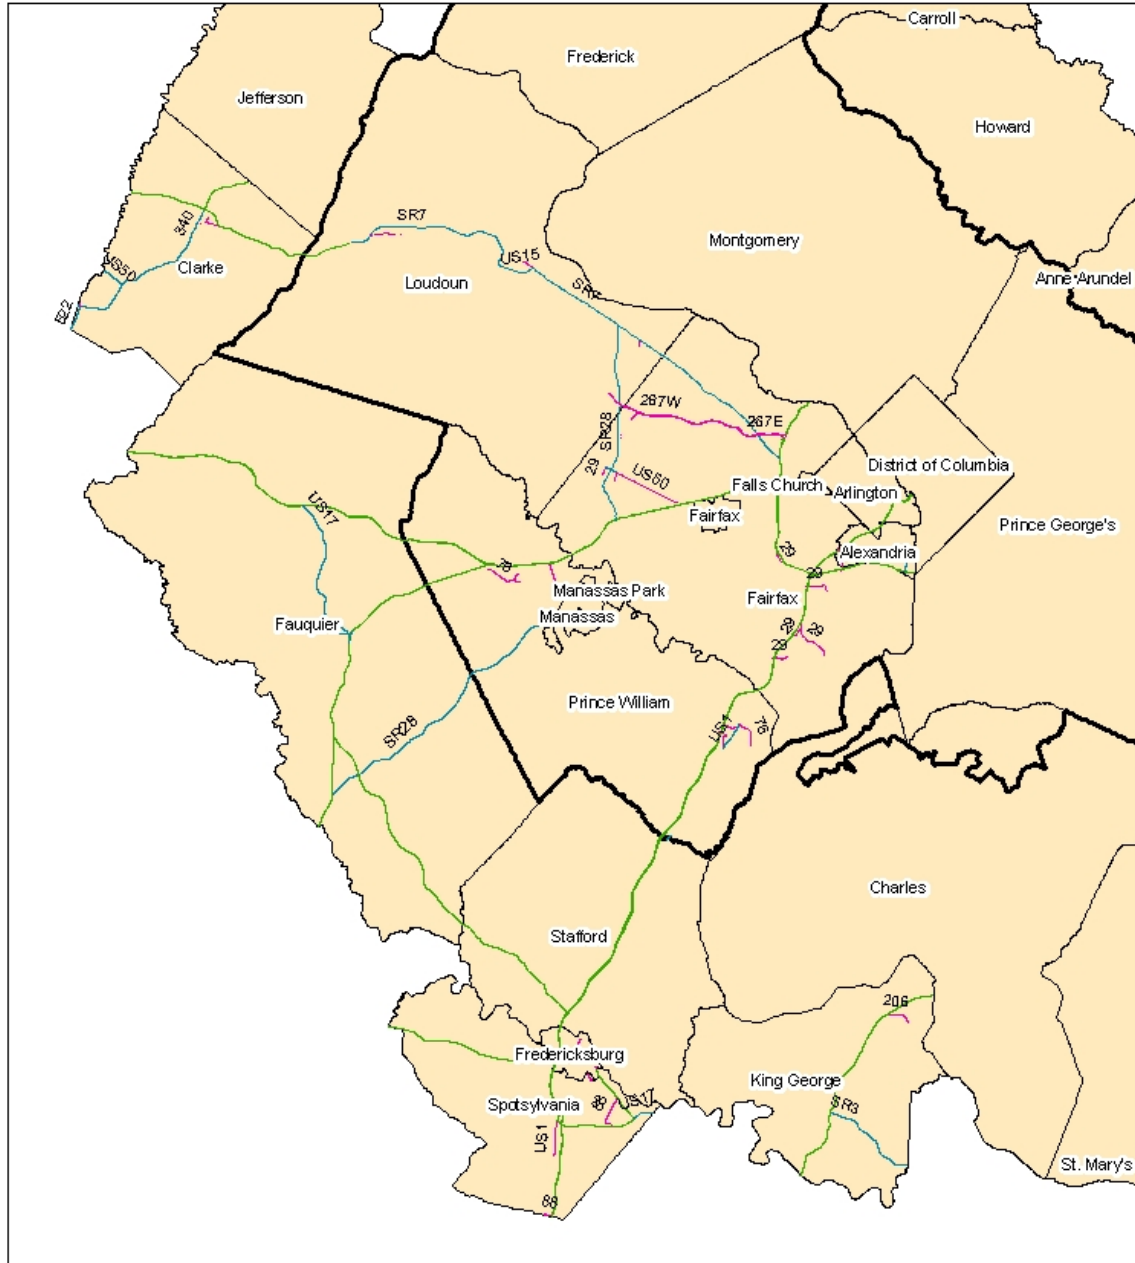 Carroll
Frederick
Jefferson
Howard
340
SR7
Montgomery
US15
US50
Clarke
Loudoun
Anne Arundel
SR7
522
267W
267E
SR28
29
US50
District of Columbia
Falls Church
Arlington
US17
Fairfax
Prince George's
29
Alexandria
76
29
Manassas Park
Fairfax
Manassas
Fauquier
29
29
29
Prince William
SR28
US1
76
Charles
Stafford
206
Fredericksburg
King George
Spotsylvania
US17
SR3
US1
St. Mary's
88